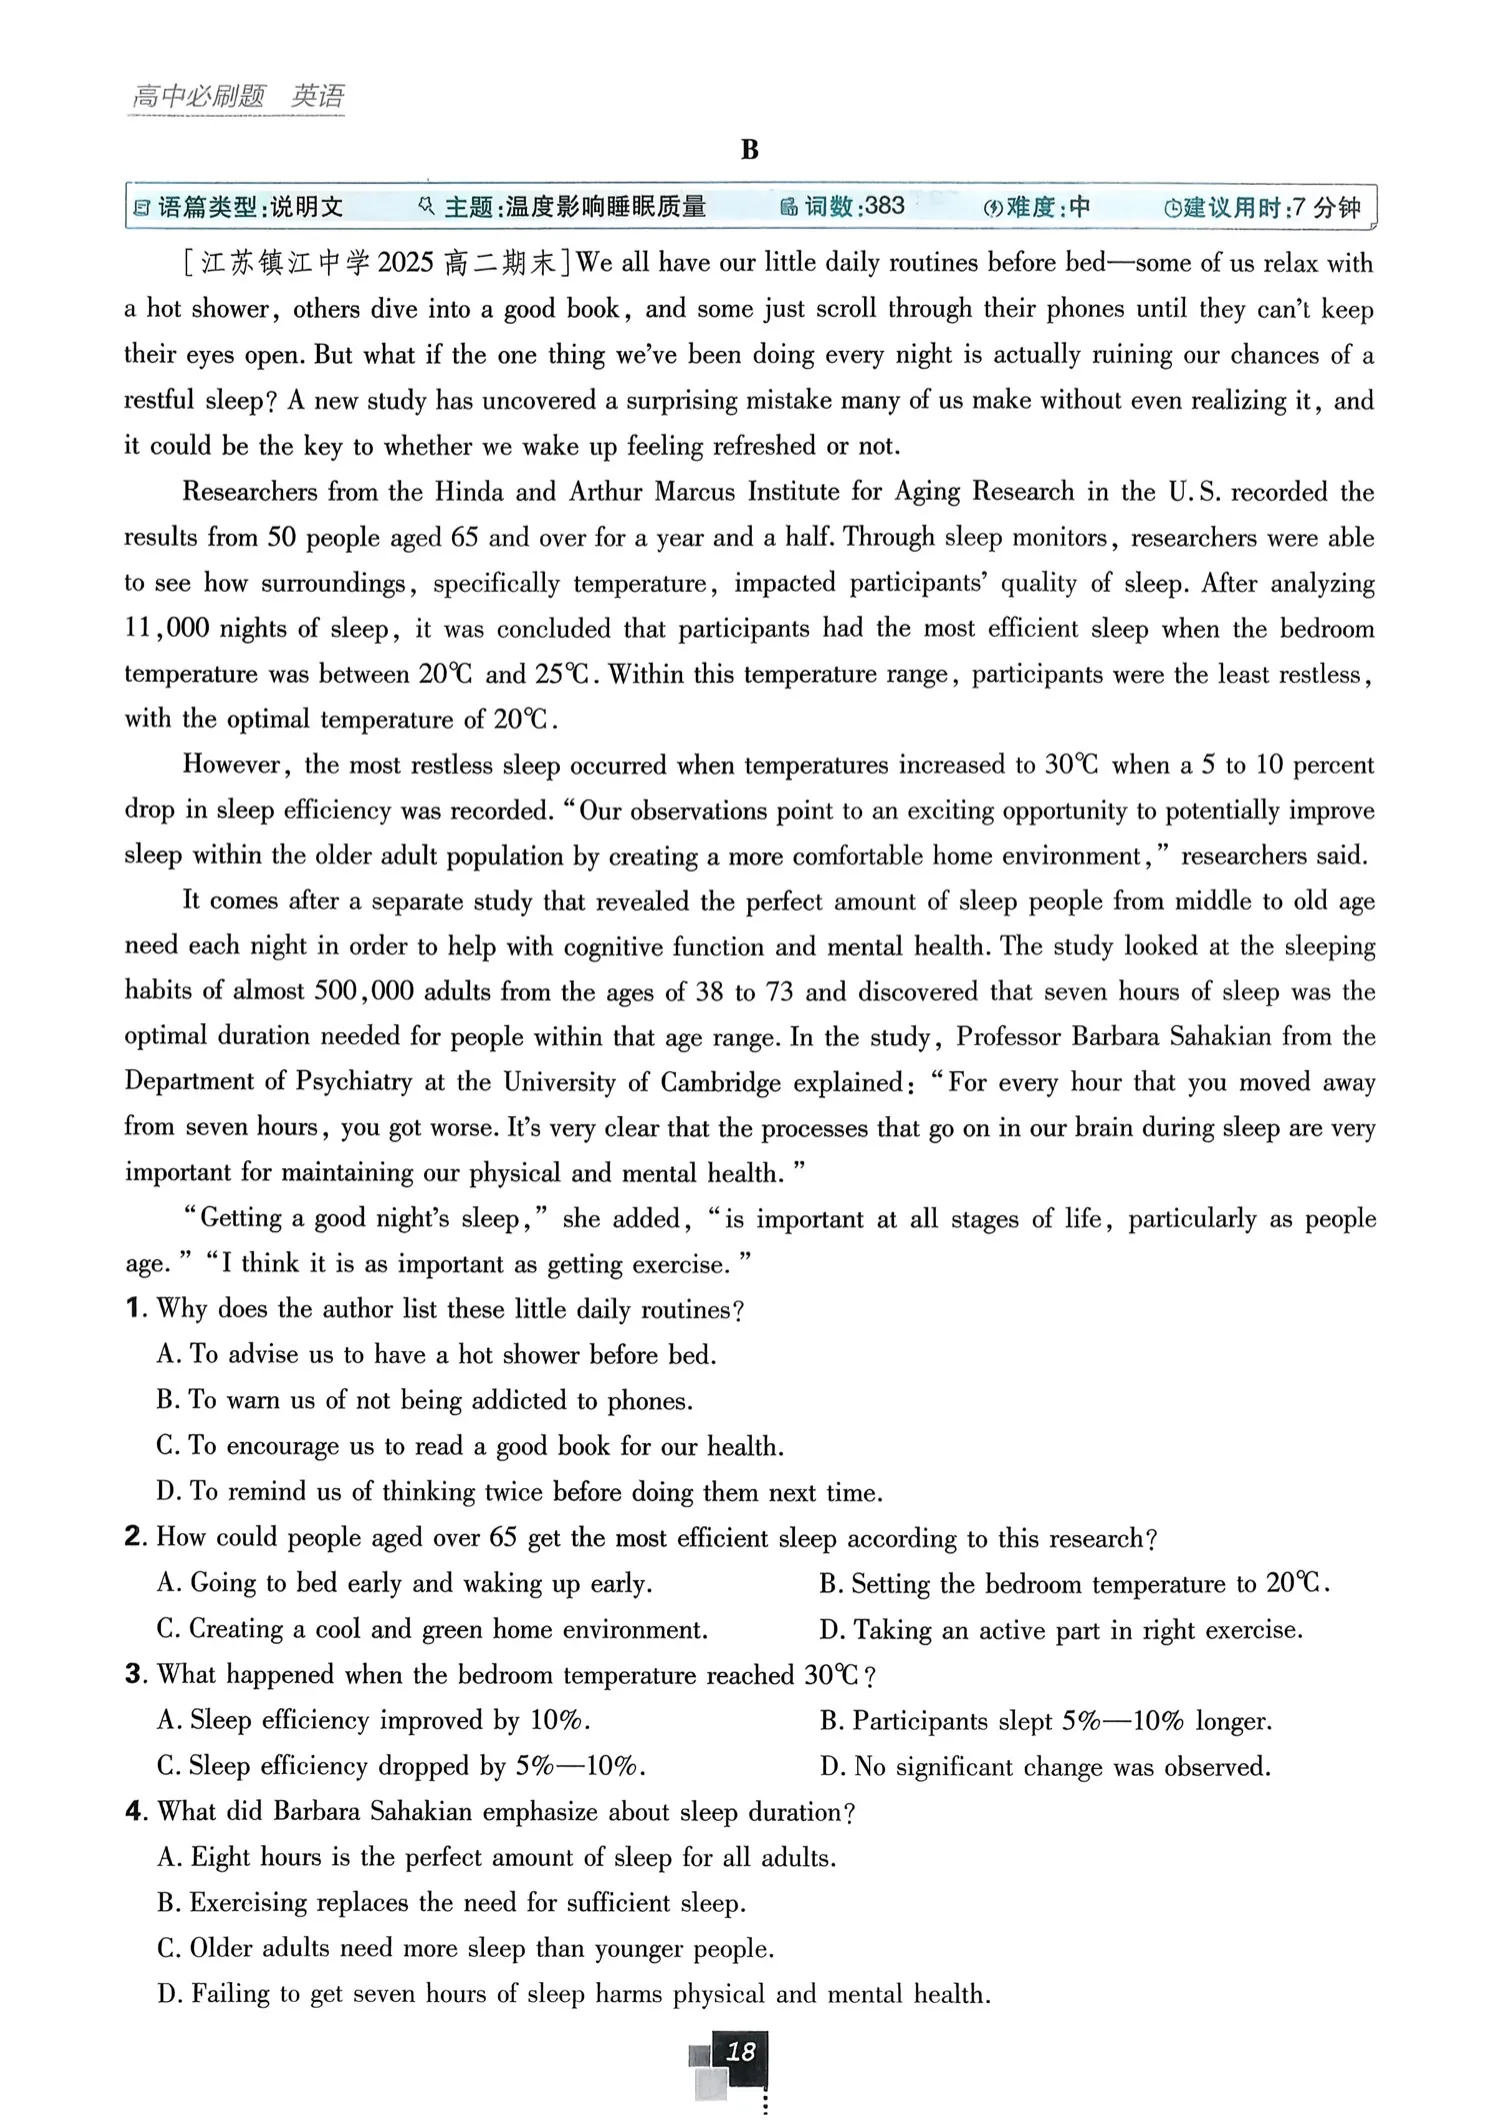 高中必刷题 英语
B
语篇类型:说明文 主题:温度影响睡眠质量 词数:383 难度:中 建议用时:7 分钟
[江苏镇江中学 2025 高二期末]We all have our little daily routines before bed—some of us relax with
a hot shower, others dive into a good book, and some just scroll through their phones until they can't keep
their eyes open. But what if the one thing we've been doing every night is actually ruining our chances of a
restful sleep? A new study has uncovered a surprising mistake many of us make without even realizing it, and
it could be the key to whether we wake up feeling refreshed or not.
Researchers from the Hinda and Arthur Marcus Institute for Aging Research in the U.S. recorded the
results from 50 people aged 65 and over for a year and a half. Through sleep monitors, researchers were able
to see how surroundings, specifically temperature, impacted participants' quality of sleep. After analyzing
11,000 nights of sleep, it was concluded that participants had the most efficient sleep when the bedroom
temperature was between 20℃ and 25℃. Within this temperature range, participants were the least restless,
with the optimal temperature of 20℃.
However, the most restless sleep occurred when temperatures increased to 30℃ when a 5 to 10 percent
drop in sleep efficiency was recorded. "Our observations point to an exciting opportunity to potentially improve
sleep within the older adult population by creating a more comfortable home environment," researchers said.
It comes after a separate study that revealed the perfect amount of sleep people from middle to old age
need each night in order to help with cognitive function and mental health. The study looked at the sleeping
habits of almost 500,000 adults from the ages of 38 to 73 and discovered that seven hours of sleep was the
optimal duration needed for people within that age range. In the study, Professor Barbara Sahakian from the
Department of Psychiatry at the University of Cambridge explained: "For every hour that you moved away
from seven hours, you got worse. It's very clear that the processes that go on in our brain during sleep are very
important for maintaining our physical and mental health."
"Getting a good night's sleep," she added, "is important at all stages of life, particularly as people
age." "I think it is as important as getting exercise."
1. Why does the author list these little daily routines?
A. To advise us to have a hot shower before bed.
B. To warn us of not being addicted to phones.
C. To encourage us to read a good book for our health.
D. To remind us of thinking twice before doing them next time.
2. How could people aged over 65 get the most efficient sleep according to this research?
A. Going to bed early and waking up early. B. Setting the bedroom temperature to 20℃.
C. Creating a cool and green home environment. D. Taking an active part in right exercise.
3. What happened when the bedroom temperature reached 30℃?
A. Sleep efficiency improved by 10%. B. Participants slept 5%—10% longer.
C. Sleep efficiency dropped by 5%—10%. D. No significant change was observed.
4. What did Barbara Sahakian emphasize about sleep duration?
A. Eight hours is the perfect amount of sleep for all adults.
B. Exercising replaces the need for sufficient sleep.
C. Older adults need more sleep than younger people.
D. Failing to get seven hours of sleep harms physical and mental health.
18